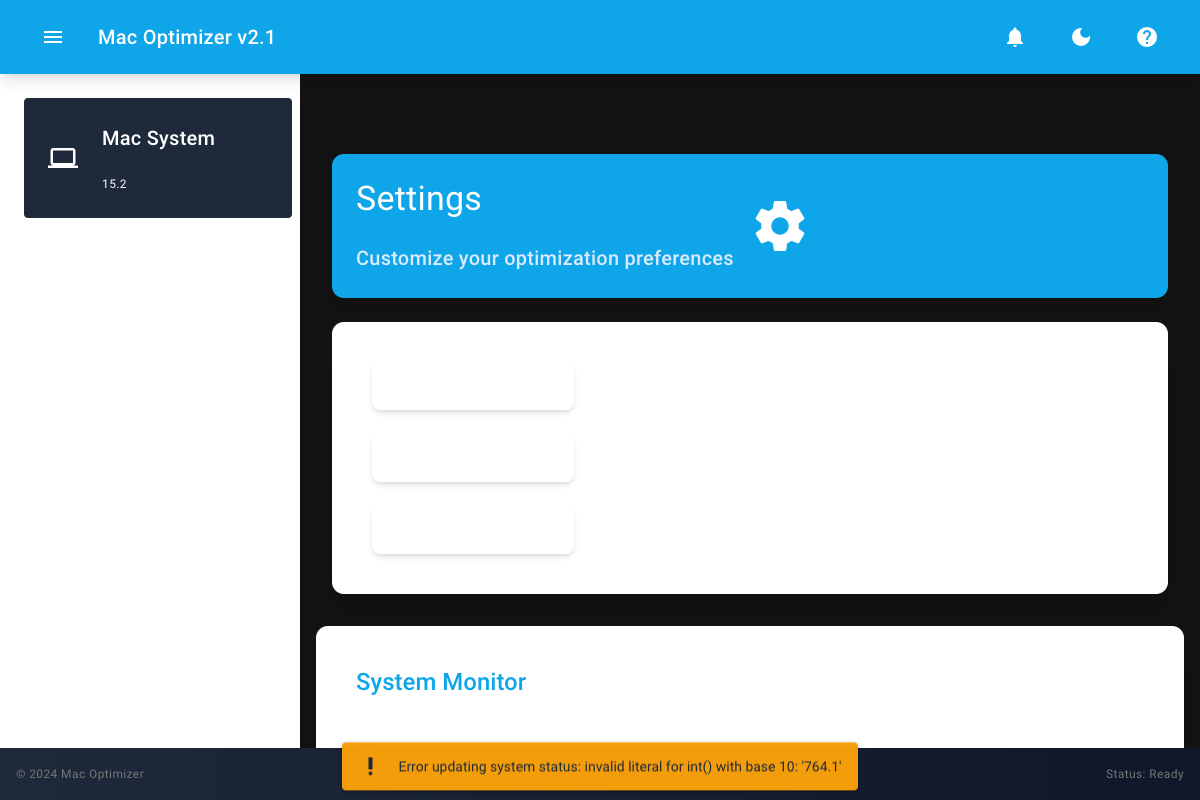 Mac Optimizer v2.1
Mac System
15.2
Settings
Customize your optimization preferences
System Monitor
Error updating system status: invalid literal for int() with base 10: '764.1'
© 2024 Mac Optimizer
Status: Ready